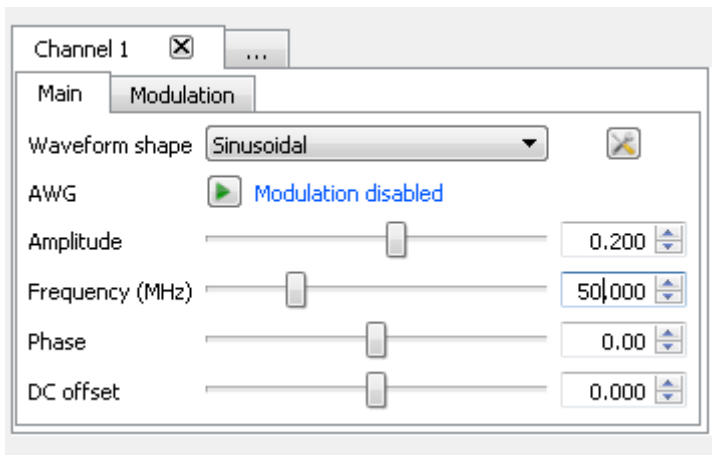 Channel 1 ...
Main Modulation
Waveform shape Sinusoidal
AWG Modulation disabled
Amplitude 0.200
Frequency (MHz) 50,000
Phase 0.00
DC offset 0.000